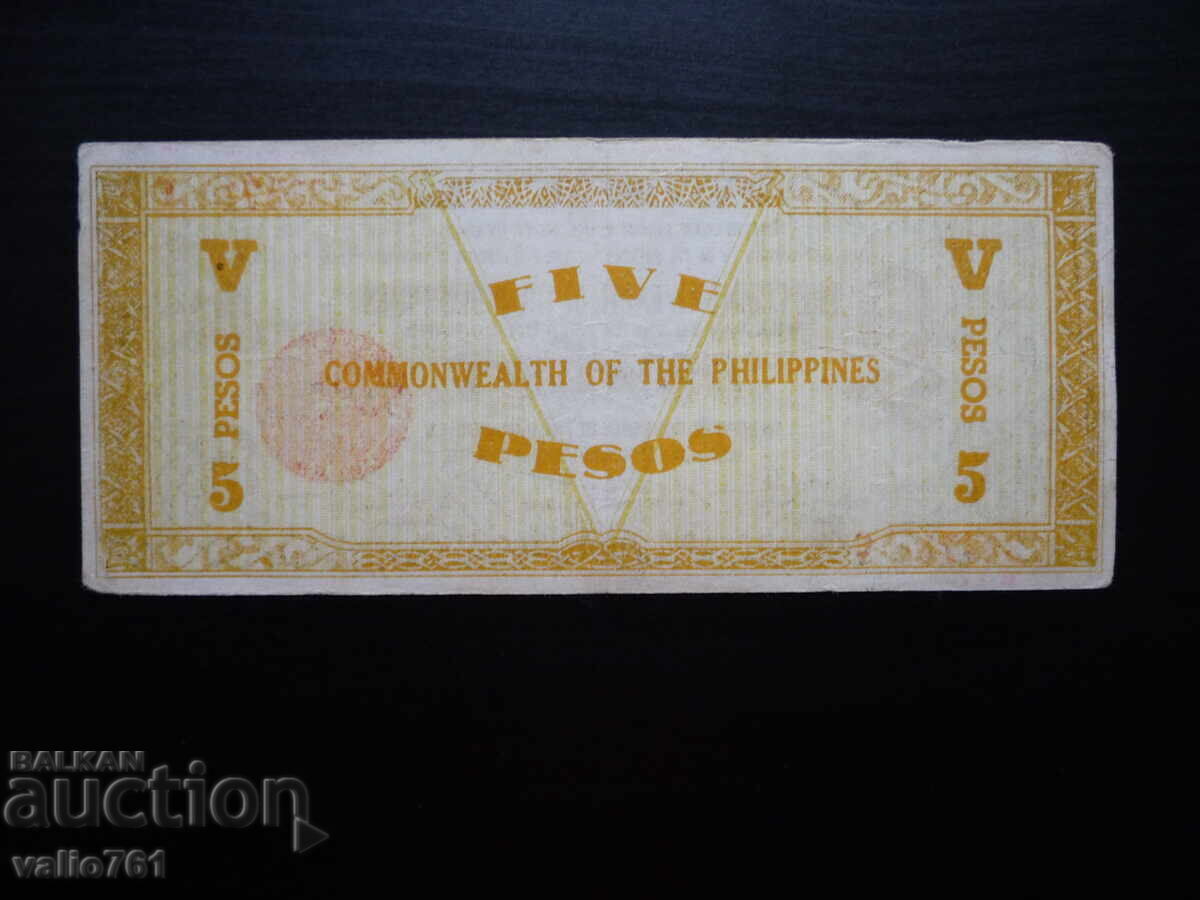 V
PESOS
5
FIVE
COMMONWEALTH OF THE PHILIPPINES
PESOS
V
PESOS
5
BALKAN
auction
valio761